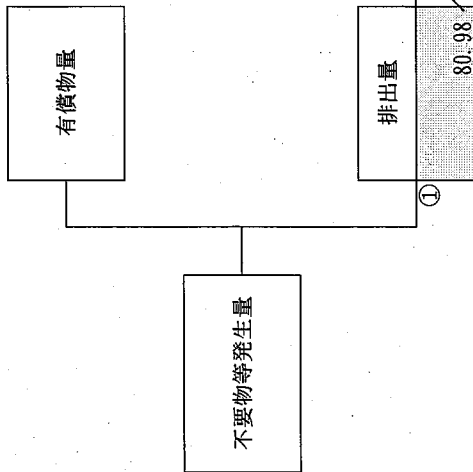 不要物等発生量
有償物量
①
排出量
80.98